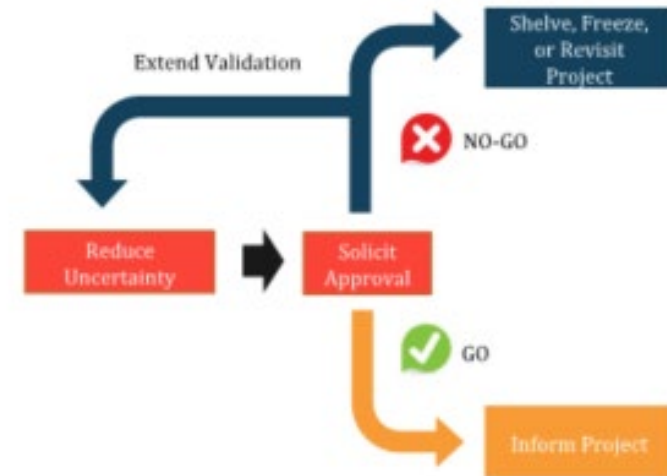 Shelve, Freeze,
or Revisit
Project
Extend Validation
NO-GO
Reduce
Uncertainty
Solicit
Approval
GO
Inform Project